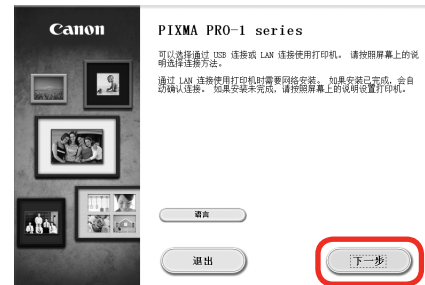 Canon
PIXMA PRO-1 series
可以选择通过 USB 连接或 LAN 连接使用打印机。 请按照屏幕上的说
明选择连接方法。
通过 LAN 连接使用打印机时需要网络安装。 如果安装已完成，会自
动确认连接。 如果安装未完成，请按照屏幕上的说明设置打印机。
语言
退出
下一步